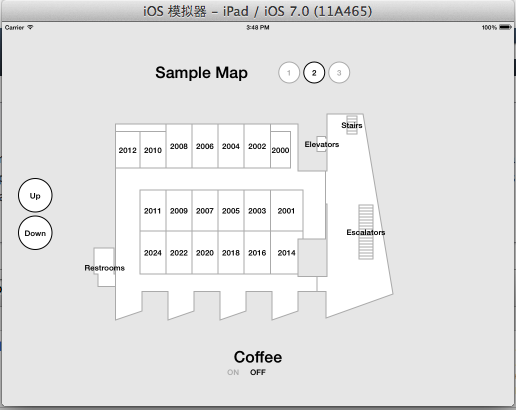 iOS 模拟器 – iPad / iOS 7.0 (11A465)
Carrier 3:48 PM 100%
Sample Map 1 2 3
Stairs
Elevators
2012 2010 2008 2006 2004 2002 2000
Up
2011 2009 2007 2005 2003 2001
Down
Escalators
2024 2022 2020 2018 2016 2014
Restrooms
Coffee
ON OFF